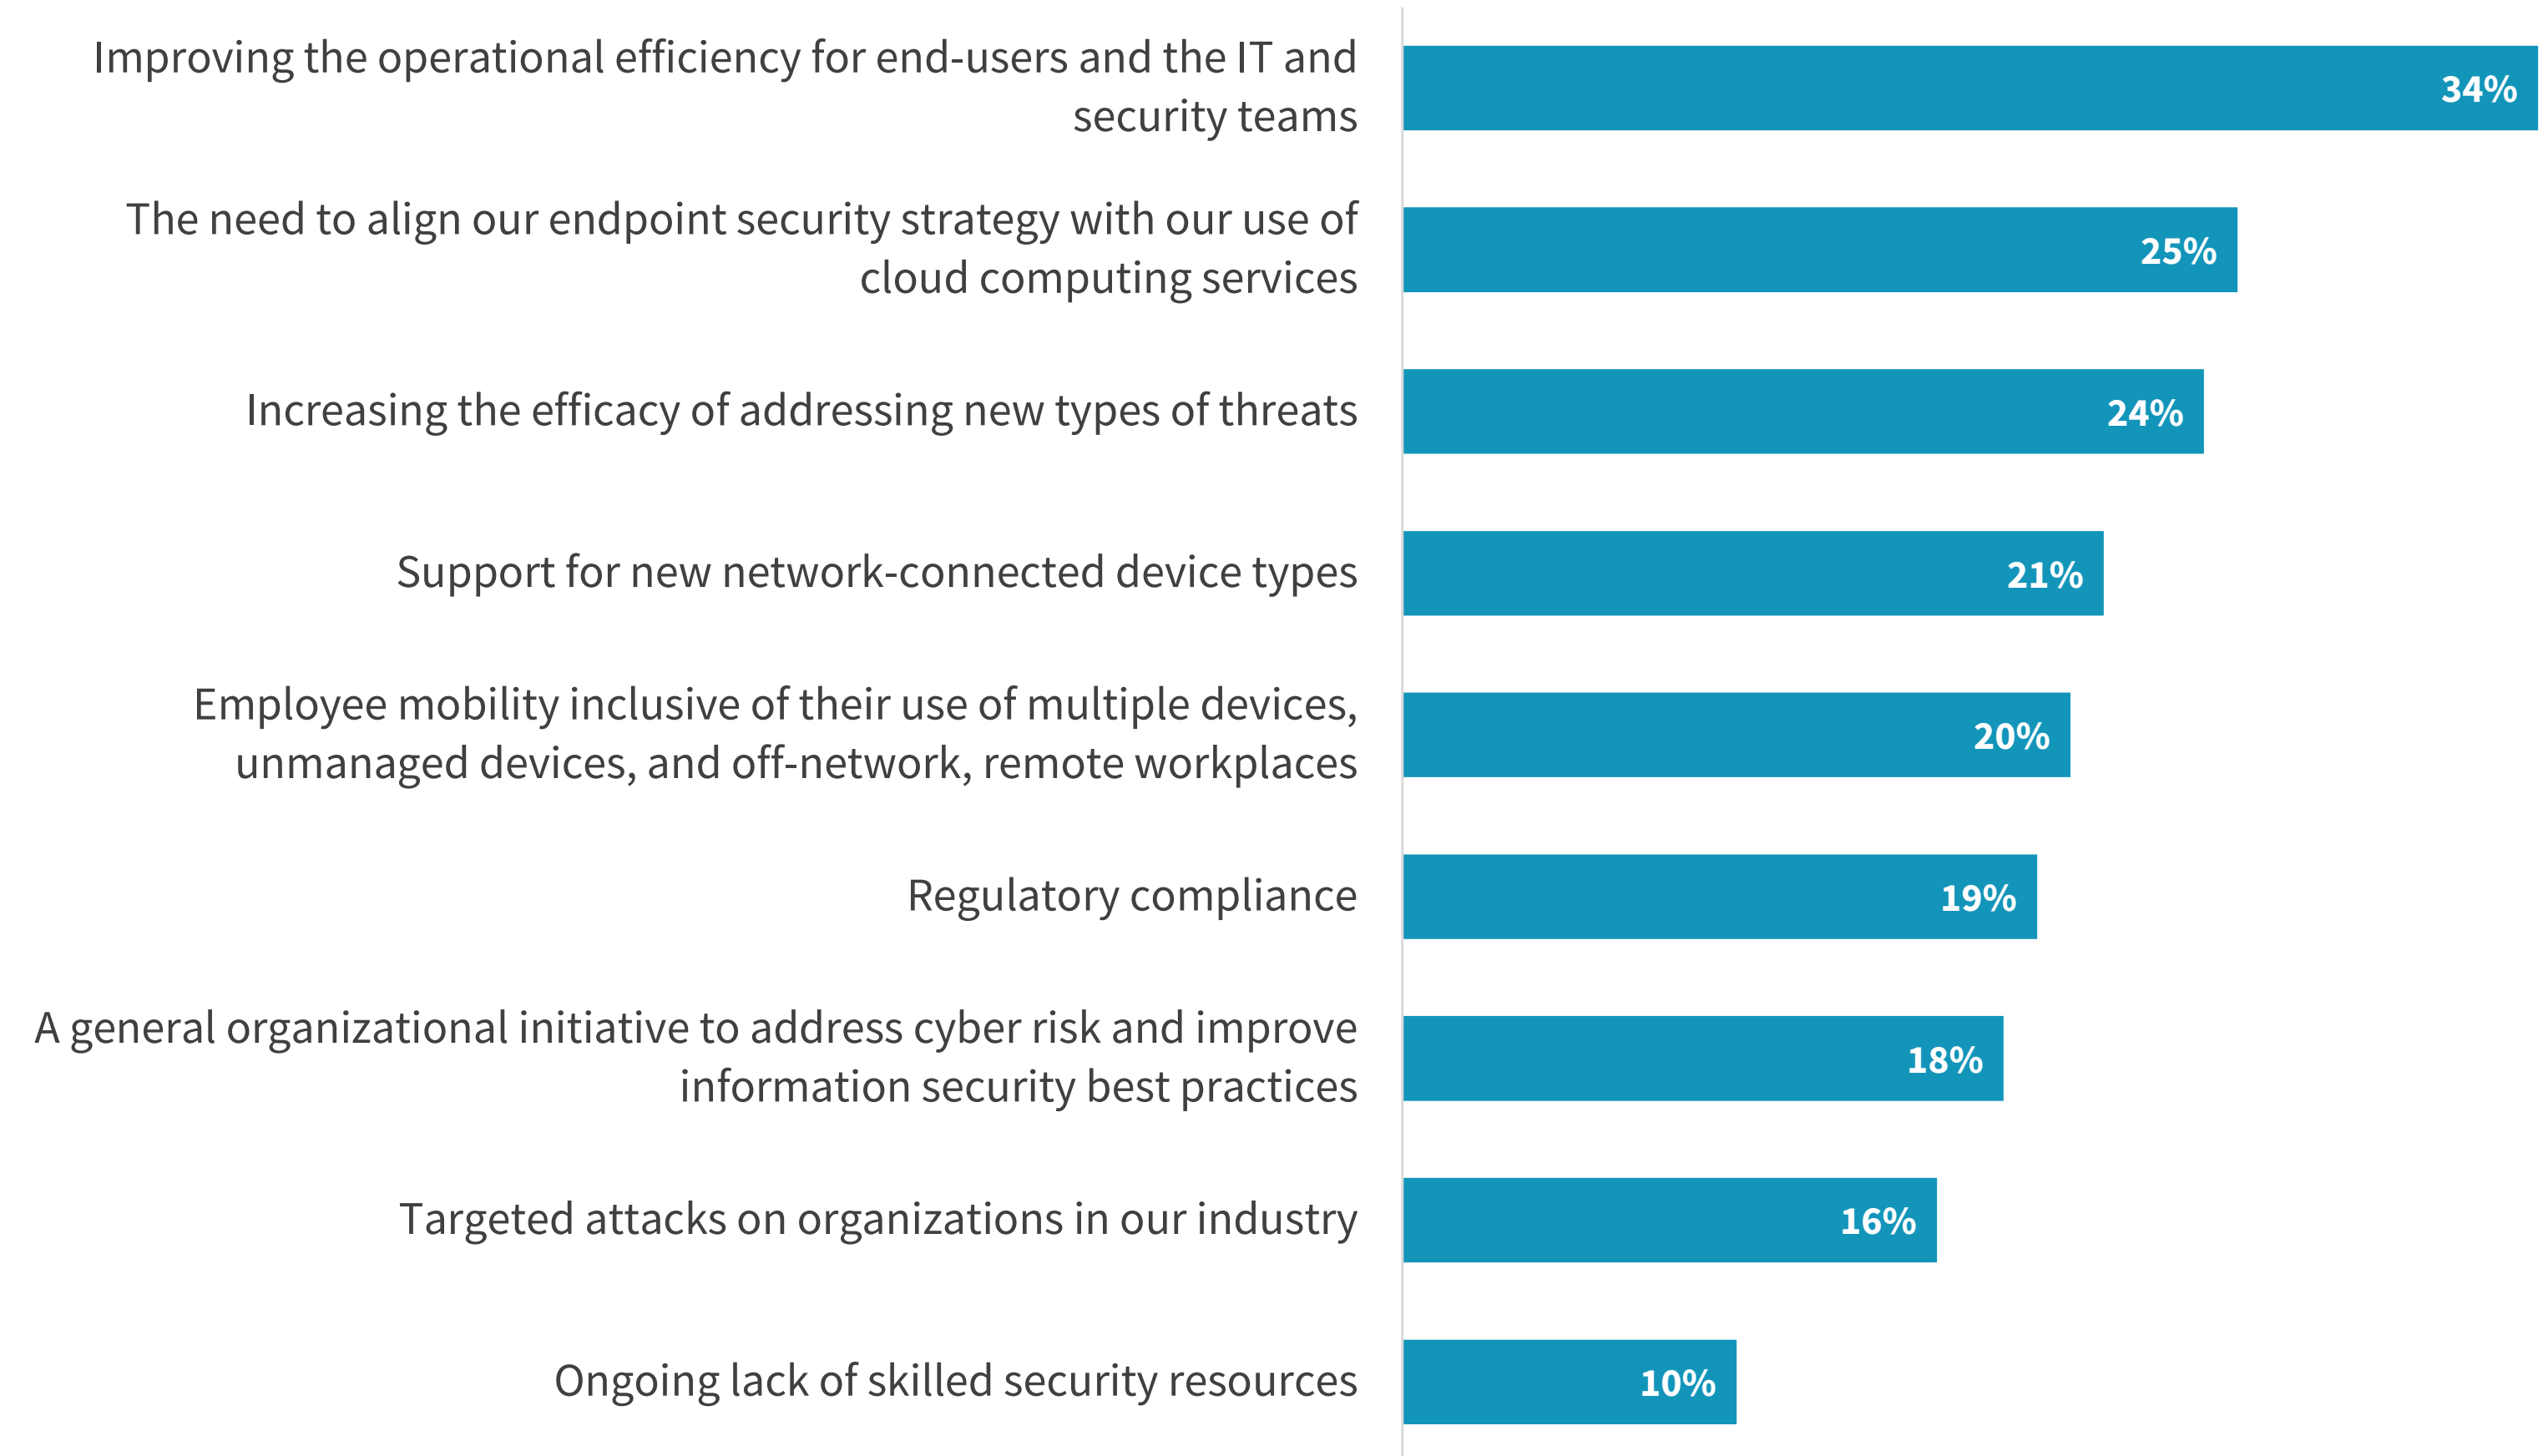 Improving the operational efficiency for end-users and the IT and
security teams
34%
The need to align our endpoint security strategy with our use of
cloud computing services
25%
Increasing the efficacy of addressing new types of threats
24%
Support for new network-connected device types
21%
Employee mobility inclusive of their use of multiple devices,
unmanaged devices, and off-network, remote workplaces
20%
Regulatory compliance
19%
A general organizational initiative to address cyber risk and improve
information security best practices
18%
Targeted attacks on organizations in our industry
16%
Ongoing lack of skilled security resources
10%